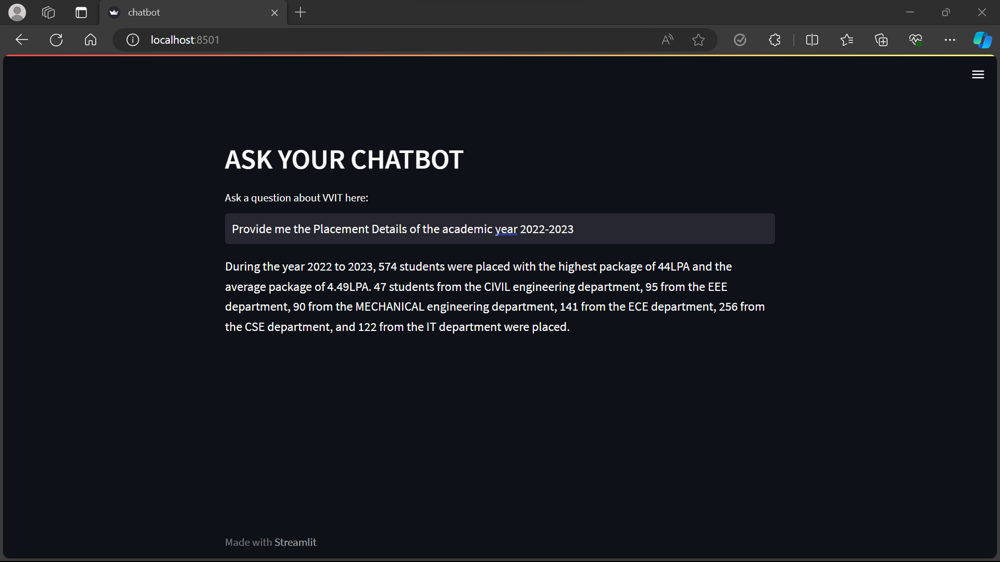 chatbot
localhost:8501
ASK YOUR CHATBOT
Ask a question about VVIT here:
Provide me the Placement Details of the academic year 2022-2023
During the year 2022 to 2023, 574 students were placed with the highest package of 44LPA and the
average package of 4.49LPA. 47 students from the CIVIL engineering department, 95 from the EEE
department, 90 from the MECHANICAL engineering department, 141 from the ECE department, 256 from
the CSE department, and 122 from the IT department were placed.
Made with Streamlit